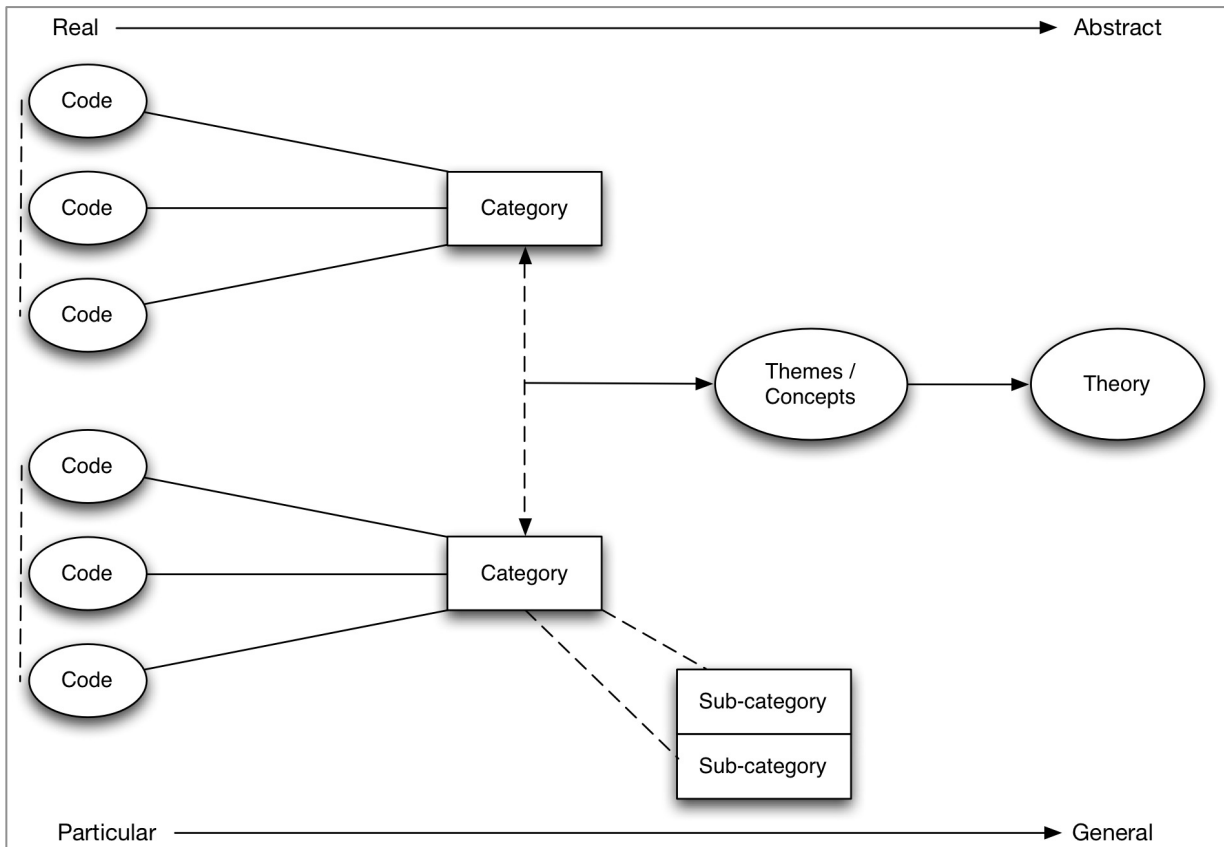 Real
Abstract
Code
Code
Category
Code
Themes /
Concepts
Theory
Code
Code
Category
Code
Sub-category
Sub-category
Particular
General